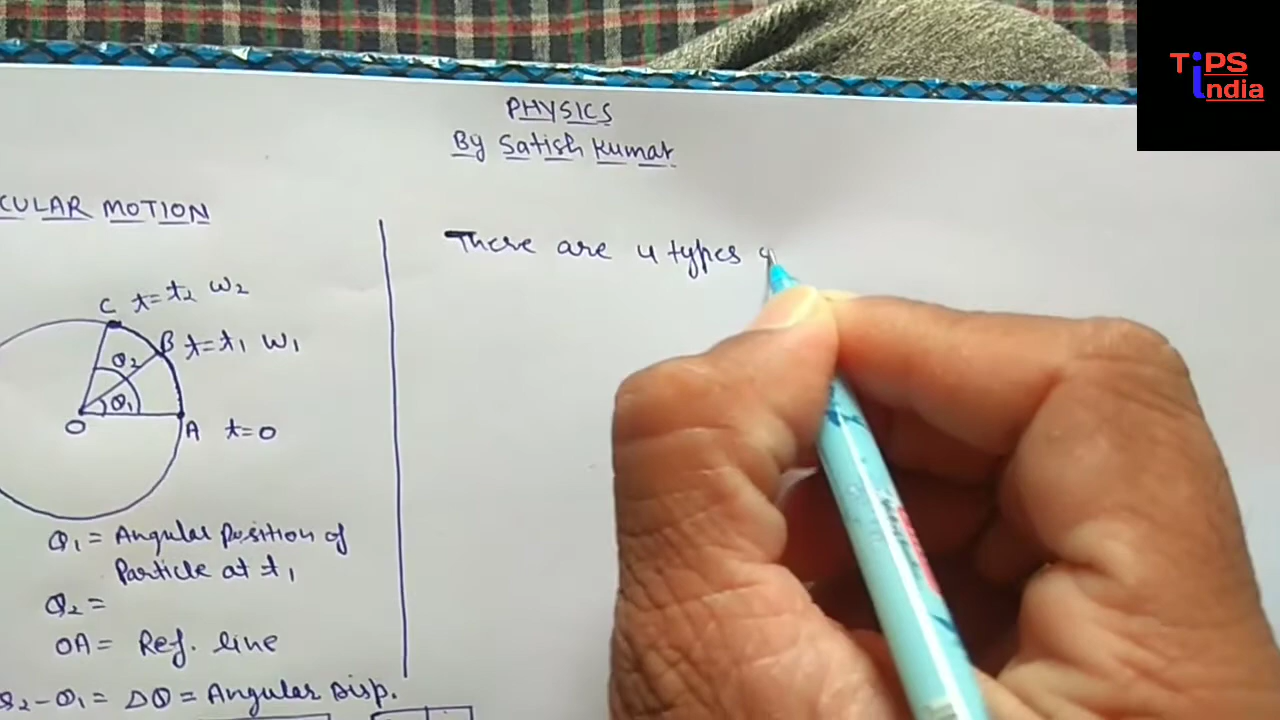 TiPS
India
PHYSICS
By Satish Kumar
CULAR MOTION
C t=t2 ω2
B t=t1 ω1
θ2
θ1
O
A t=0
θ1 = Angular Position of
Particle at t1
θ2 =
OA = Ref. line
θ2-θ1 = Δθ = Angular Disp.
There are 4 types